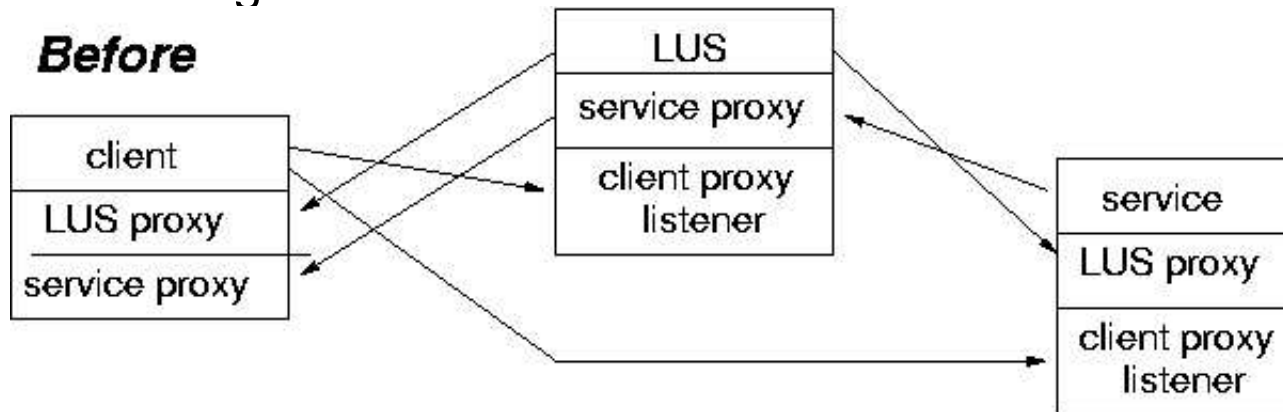 Before
LUS
service proxy
client proxy
listener
client
LUS proxy
service proxy
service
LUS proxy
client proxy
listener